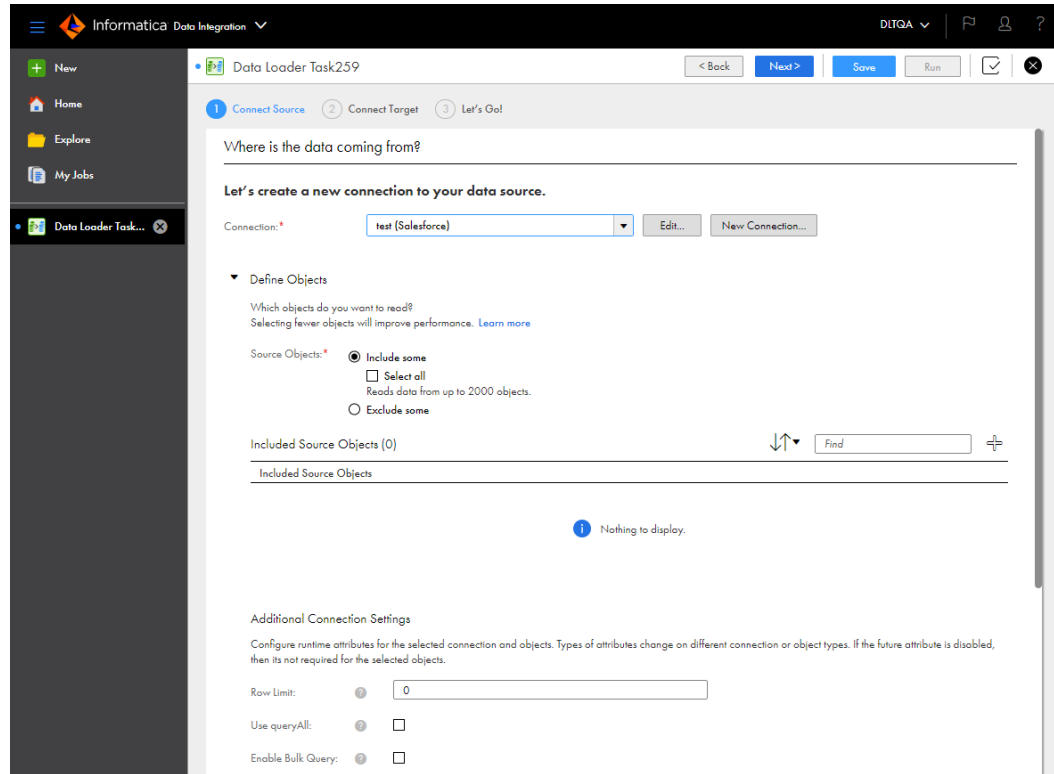 Informatica Data Integration
DLTQA
?
New
Home
Explore
My Jobs
Data Loader Task...
Data Loader Task259
< Back
Next >
Save
Run
1 Connect Source
2 Connect Target
3 Let's Go!
Where is the data coming from?
Let's create a new connection to your data source.
Connection:*
test (Salesforce)
Edit...
New Connection...
Define Objects
Which objects do you want to read?
Selecting fewer objects will improve performance. Learn more
Source Objects:*
Include some
Select all
Reads data from up to 2000 objects.
Exclude some
Included Source Objects (0)
Find
Included Source Objects
i Nothing to display.
Additional Connection Settings
Configure runtime attributes for the selected connection and objects. Types of attributes change on different connection or object types. If the future attribute is disabled,
then its not required for the selected objects.
Row Limit: ? 0
Use queryAll: ?
Enable Bulk Query: ?